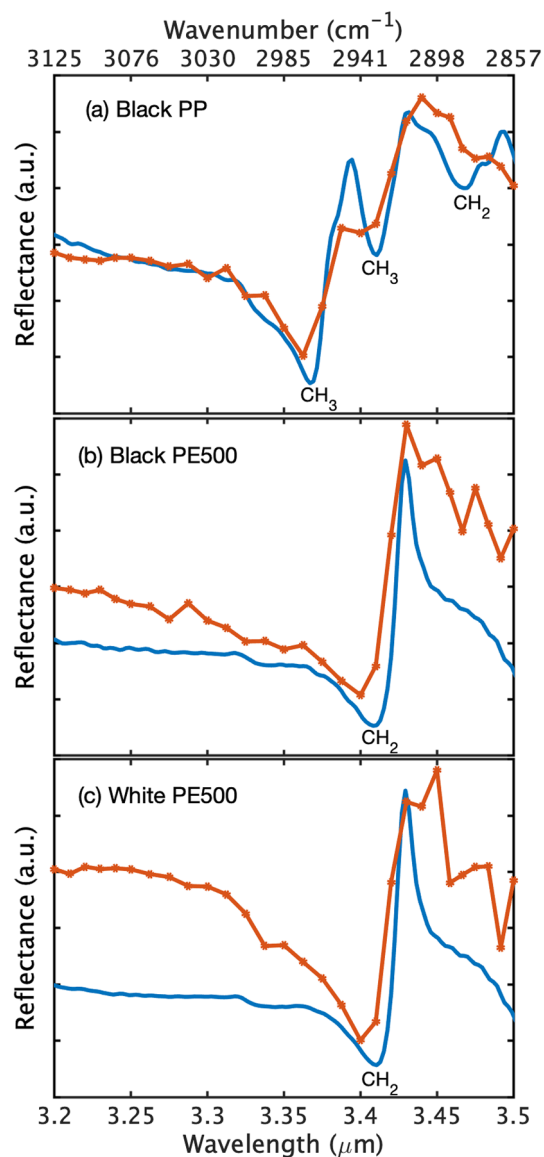 Wavenumber (cm⁻¹)
3125 3076 3030 2985 2941 2898 2857
(a) Black PP
Reflectance (a.u.)
CH₂
CH₃
CH₃
(b) Black PE500
Reflectance (a.u.)
CH₂
(c) White PE500
Reflectance (a.u.)
CH₂
3.2 3.25 3.3 3.35 3.4 3.45 3.5
Wavelength (μm)